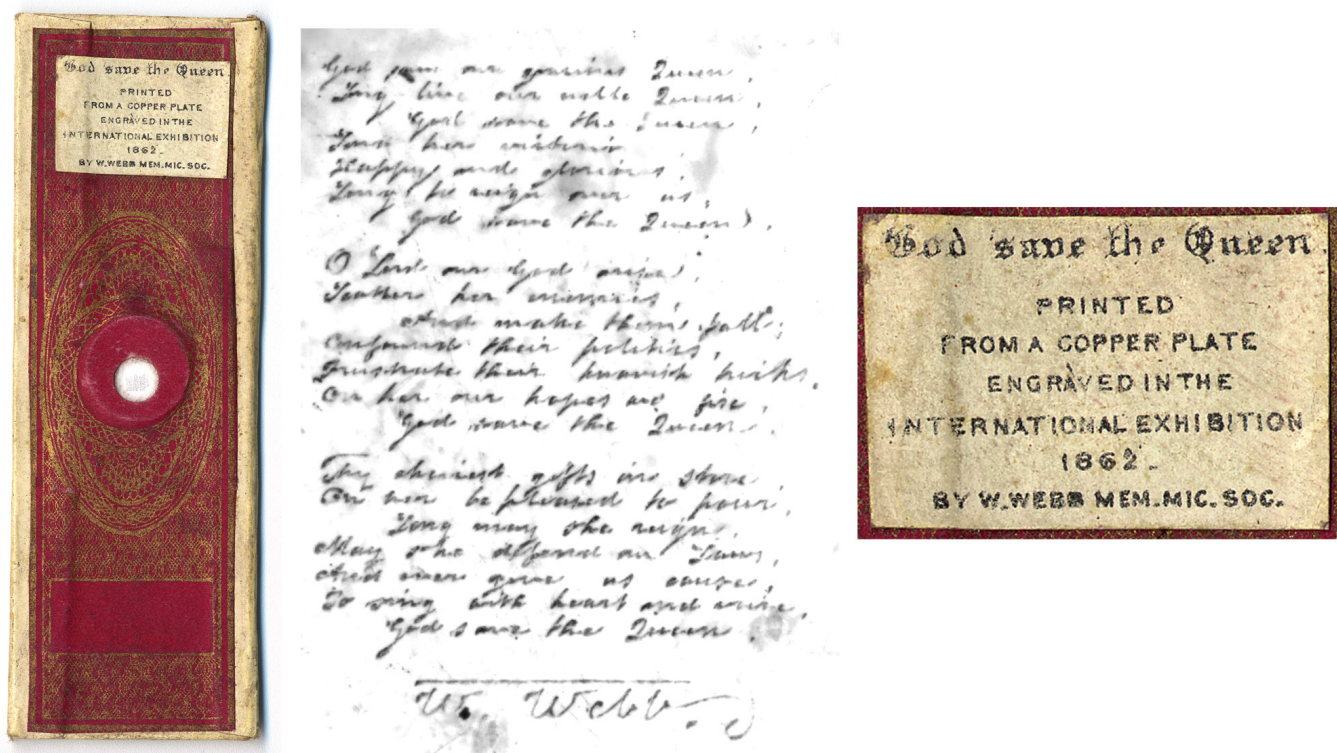 God save the Queen.
PRINTED
FROM A COPPER PLATE
ENGRAVED IN THE
INTERNATIONAL EXHIBITION
1862.
BY W. WEBB MEM. MIC. SOC.
God save our gracious Queen,
Long live our noble Queen,
God save the Queen,
Send her victorious
Happy and glorious,
Long to reign over us,
God save the Queen,
O Lord our God arise,
Scatter her enemies,
And make them fall;
Confound their politics,
Frustrate their knavish tricks,
On her our hopes we fix,
God save the Queen.
Thy choicest gifts in store
On her be pleased to pour,
Long may she reign,
May she defend our Laws,
And ever give us cause,
To sing with heart and voice,
God save the Queen
W. Webb
God save the Queen.
PRINTED
FROM A COPPER PLATE
ENGRAVED IN THE
INTERNATIONAL EXHIBITION
1862.
BY W. WEBB MEM. MIC. SOC.